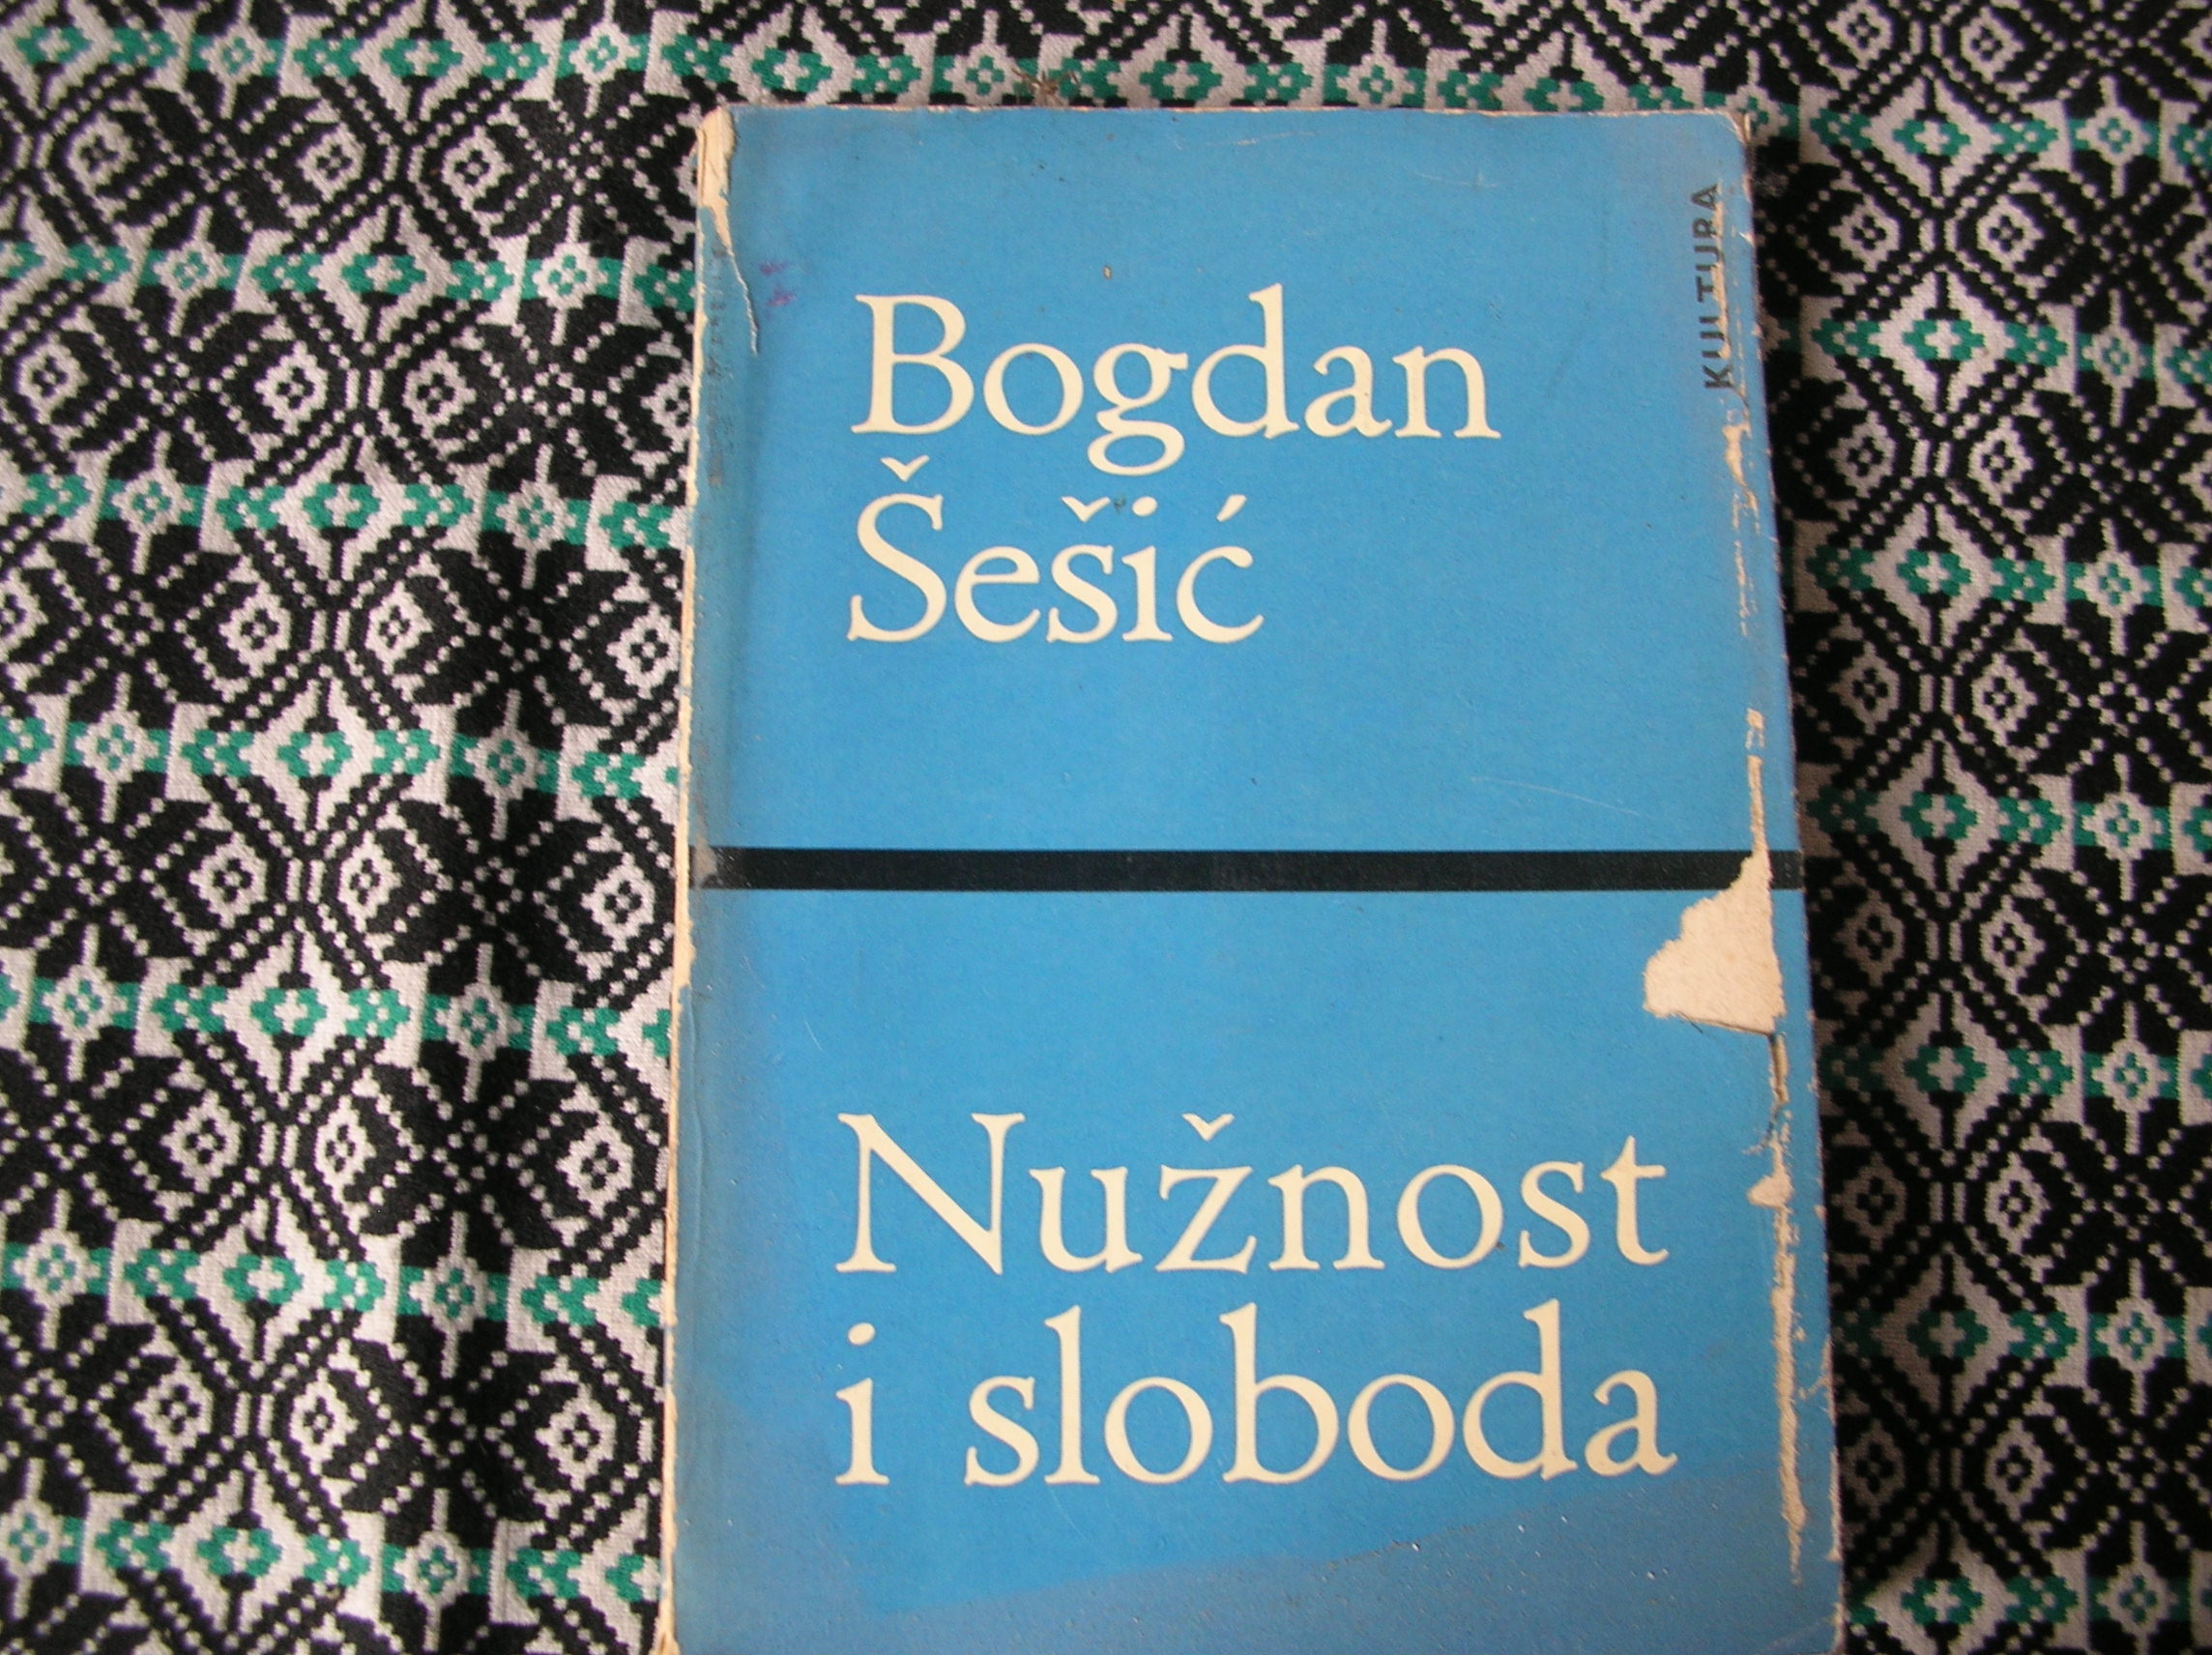 KULTURA
Bogdan
Šešić
Nužnost
i sloboda